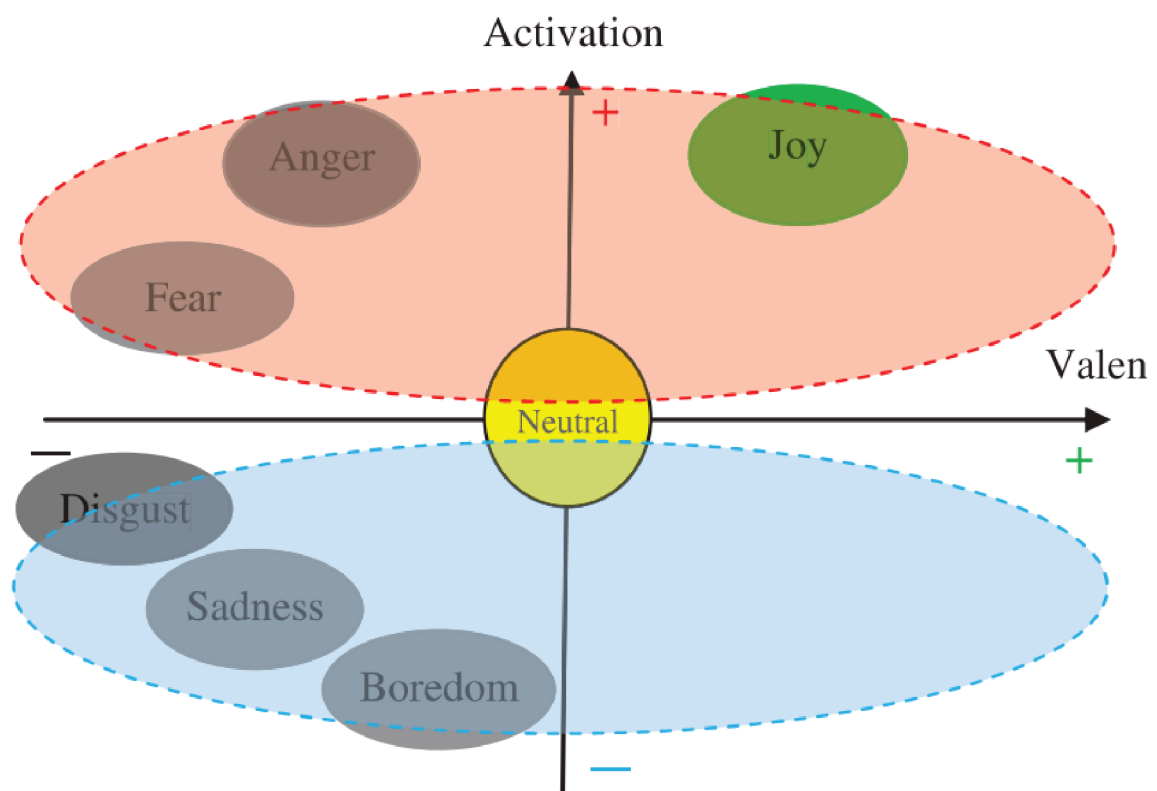 Activation
+
Anger
Joy
Fear
Valen
Neutral
—
+
Disgust
Sadness
Boredom
—